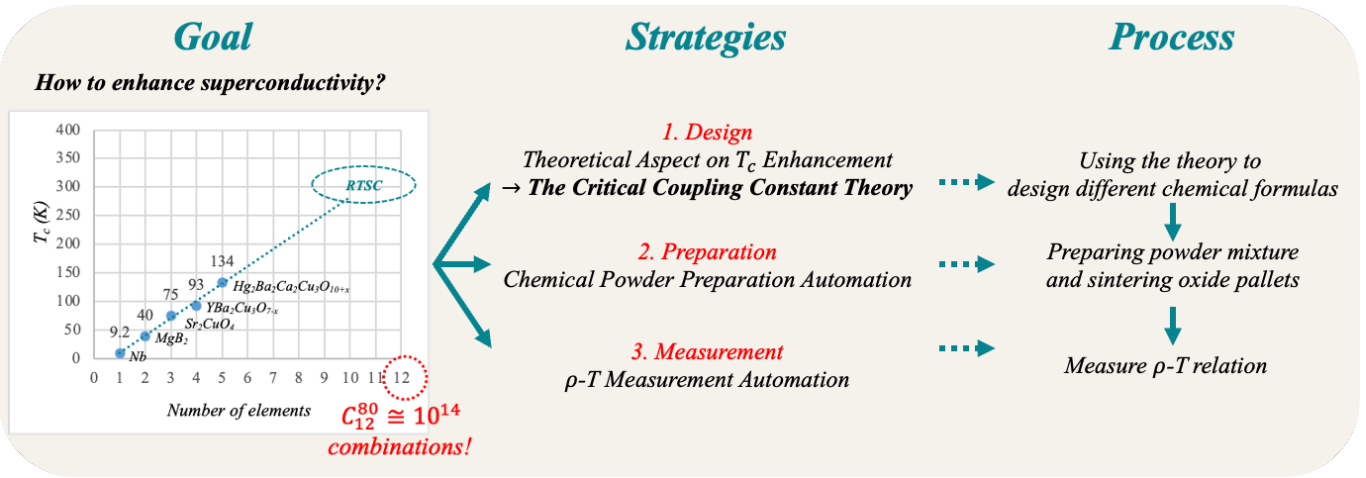 Goal
How to enhance superconductivity?
400
350
300
250
200
150
100
50
0
T_c (K)
RTSC
134
93
75
40
9.2
Hg₂Ba₂Ca₂Cu₃O₁₀₊ₓ
YBa₂Cu₃O₇₋ₓ
Sr₂CuO₄
MgB₂
Nb
0 1 2 3 4 5 6 7 8 9 10 11 12
Number of elements
C₁₂⁸⁰ ≅ 10¹⁴
combinations!
Strategies
1. Design
Theoretical Aspect on T_c Enhancement
→ The Critical Coupling Constant Theory
2. Preparation
Chemical Powder Preparation Automation
3. Measurement
ρ-T Measurement Automation
Process
Using the theory to
design different chemical formulas
Preparing powder mixture
and sintering oxide pallets
Measure ρ-T relation